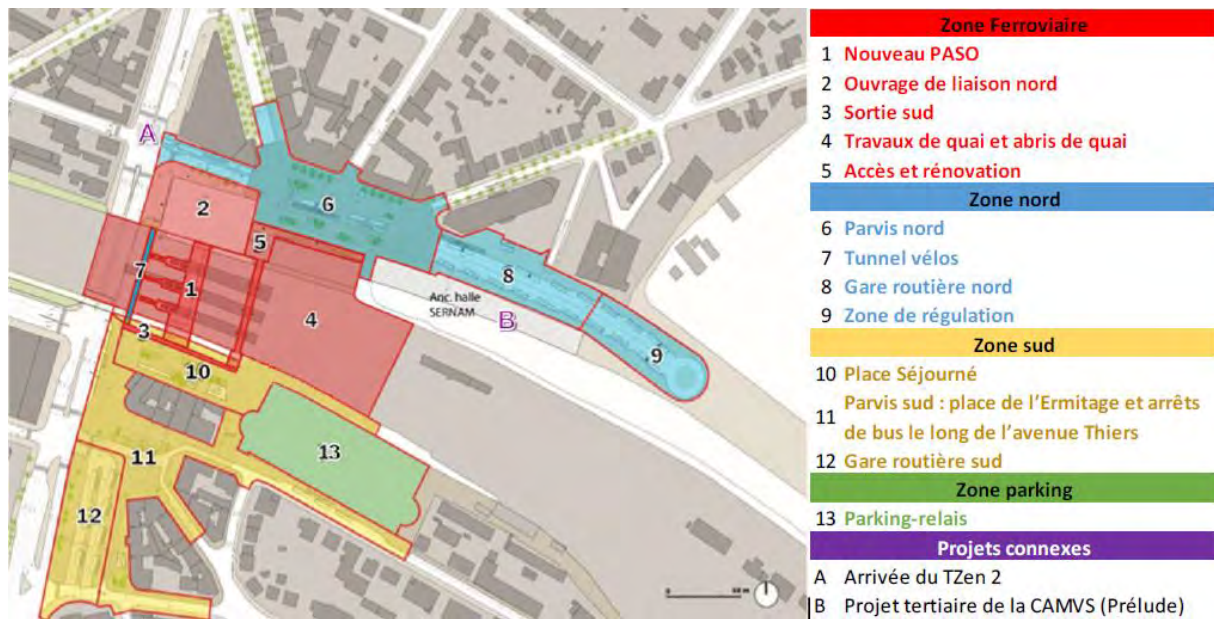 A
2
6
5
7
1
8
Anc. halle
SERNAM
B
3
4
9
10
13
11
12
Zone Ferroviaire
1 Nouveau PASO
2 Ouvrage de liaison nord
3 Sortie sud
4 Travaux de quai et abris de quai
5 Accès et rénovation
Zone nord
6 Parvis nord
7 Tunnel vélos
8 Gare routière nord
9 Zone de régulation
Zone sud
10 Place Séjourné
11 Parvis sud : place de l'Ermitage et arrêts
de bus le long de l'avenue Thiers
12 Gare routière sud
Zone parking
13 Parking-relais
Projets connexes
A Arrivée du TZen 2
B Projet tertiaire de la CAMVS (Prélude)